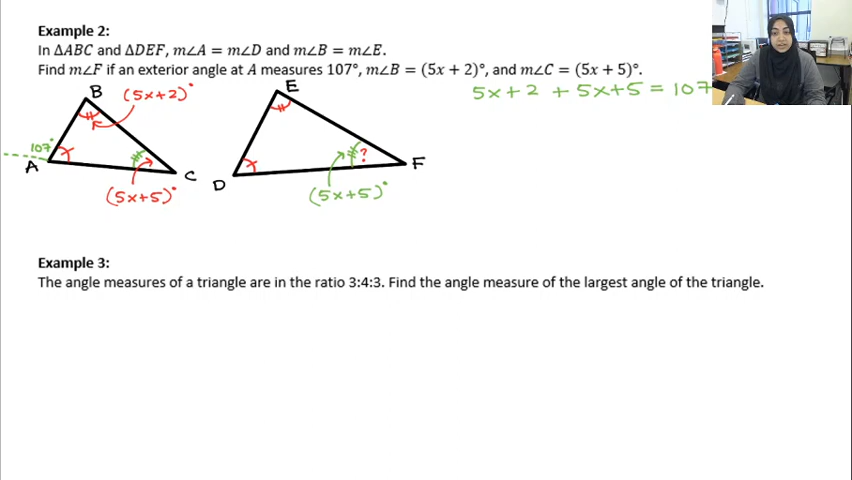 Example 2:
In ΔABC and ΔDEF, m∠A = m∠D and m∠B = m∠E.
Find m∠F if an exterior angle at A measures 107°, m∠B = (5x + 2)°, and m∠C = (5x + 5)°.
5x+2 + 5x+5 = 107
B (5x+2)° E
107° ?
A C D F
(5x+5)° (5x+5)°
Example 3:
The angle measures of a triangle are in the ratio 3:4:3. Find the angle measure of the largest angle of the triangle.